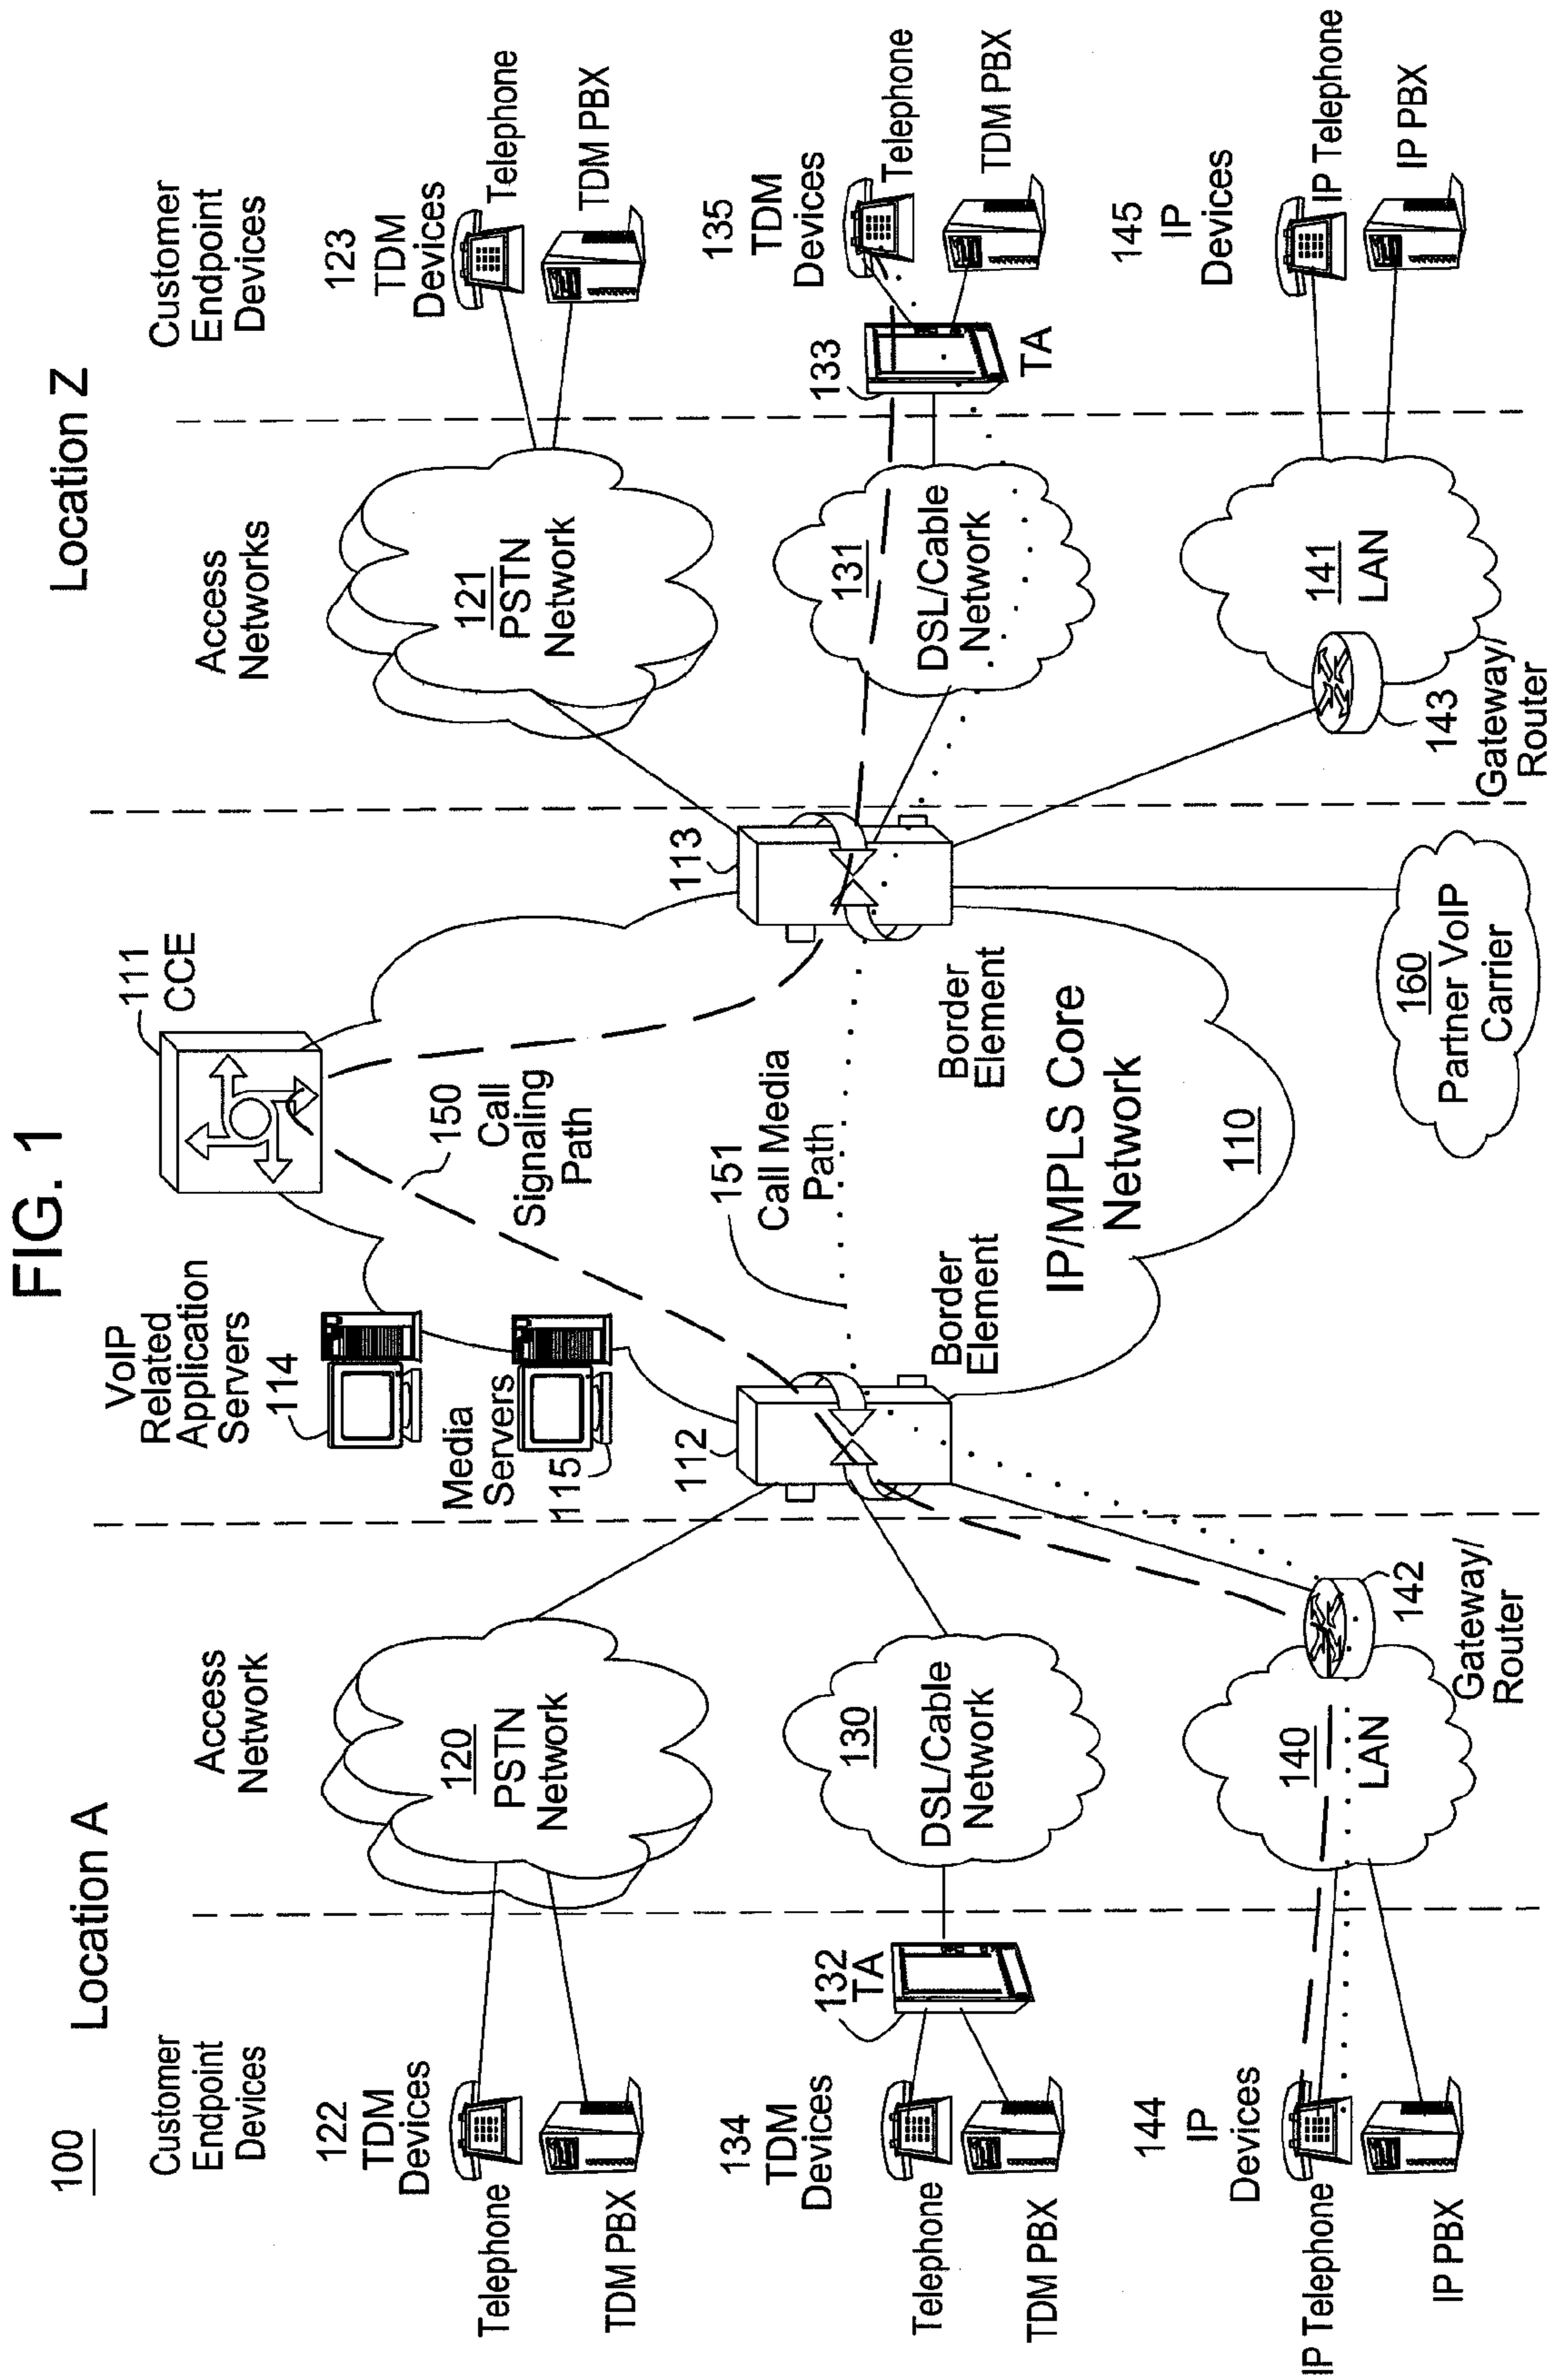 FIG. 1
100
Location A
Location Z
Customer
Endpoint
Devices
Access
Network
VoIP
Related
Application
Servers
114
111
CCE
Access
Networks
Customer
Endpoint
Devices
122
TDM
Devices
Telephone
TDM PBX
120
PSTN
Network
Media
Servers
115
150
Call
Signaling
Path
121
PSTN
Network
123
TDM
Devices
Telephone
TDM PBX
134
TDM
Devices
Telephone
TDM PBX
132
TA
130
DSL/Cable
Network
112
Border
Element
151
Call Media
Path
113
Border
Element
131
DSL/Cable
Network
133
TA
135
TDM
Devices
Telephone
TDM PBX
IP/MPLS Core
Network
110
144
IP
Devices
IP Telephone
IP PBX
140
LAN
142
Gateway/
Router
160
Partner VoIP
Carrier
141
LAN
143
Gateway/
Router
145
IP
Devices
IP Telephone
IP PBX